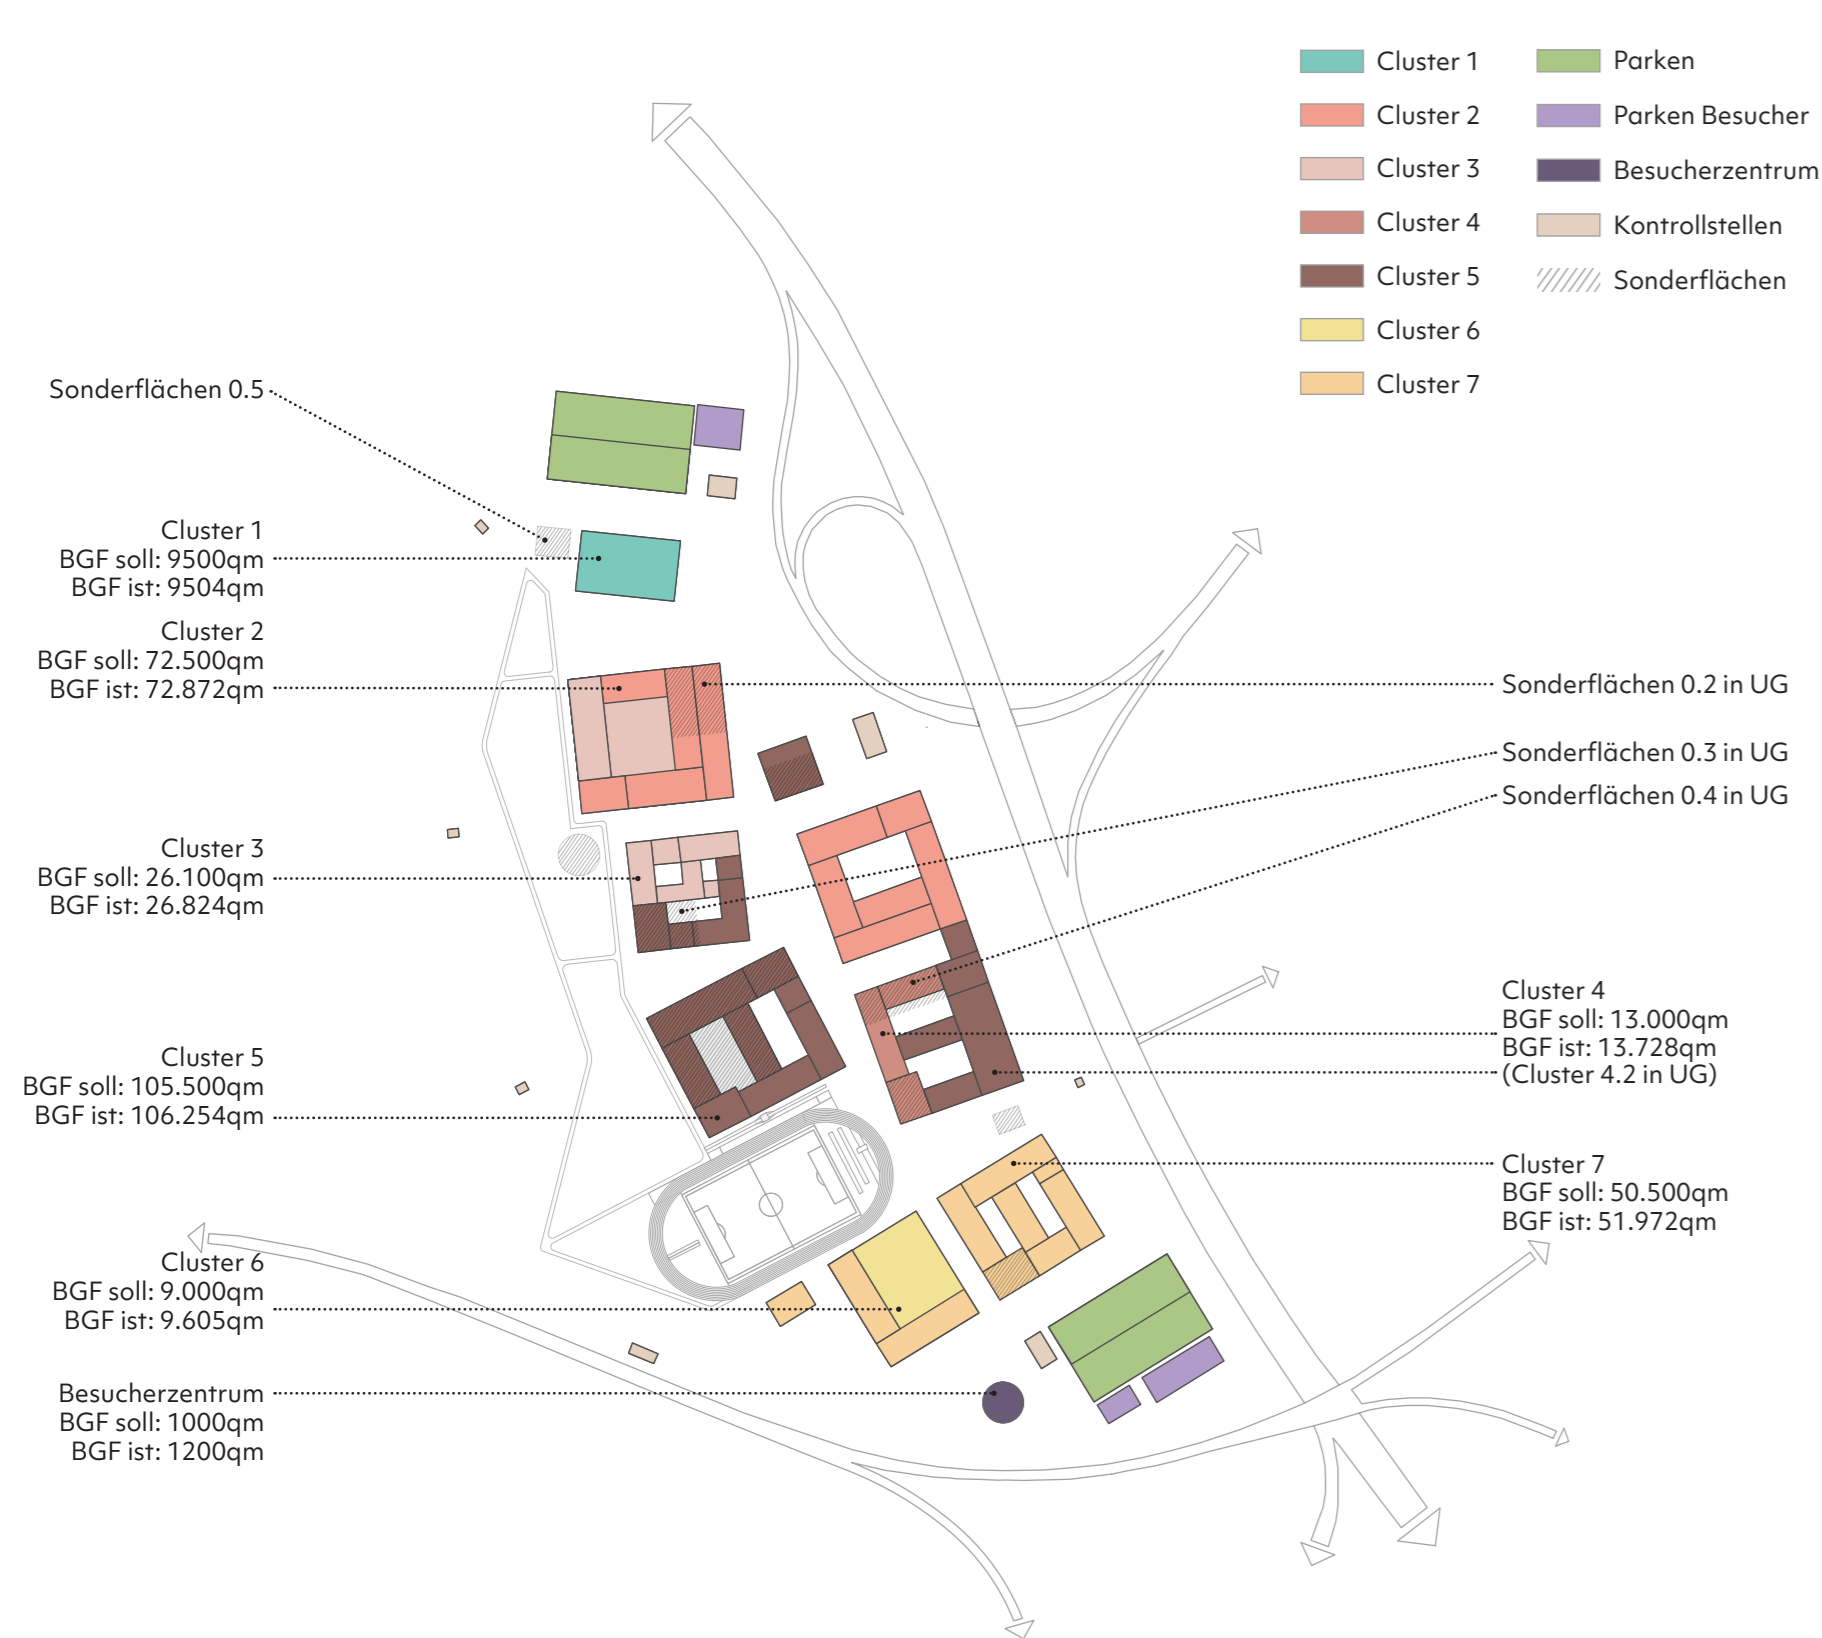 Cluster 1
Cluster 2
Cluster 3
Cluster 4
Cluster 5
Cluster 6
Cluster 7
Parken
Parken Besucher
Besucherzentrum
Kontrollstellen
Sonderflächen
Sonderflächen 0.5
Cluster 1
BGF soll: 9500qm
BGF ist: 9504qm
Cluster 2
BGF soll: 72.500qm
BGF ist: 72.872qm
Cluster 3
BGF soll: 26.100qm
BGF ist: 26.824qm
Cluster 5
BGF soll: 105.500qm
BGF ist: 106.254qm
Cluster 6
BGF soll: 9.000qm
BGF ist: 9.605qm
Besucherzentrum
BGF soll: 1000qm
BGF ist: 1200qm
Sonderflächen 0.2 in UG
Sonderflächen 0.3 in UG
Sonderflächen 0.4 in UG
Cluster 4
BGF soll: 13.000qm
BGF ist: 13.728qm
(Cluster 4.2 in UG)
Cluster 7
BGF soll: 50.500qm
BGF ist: 51.972qm